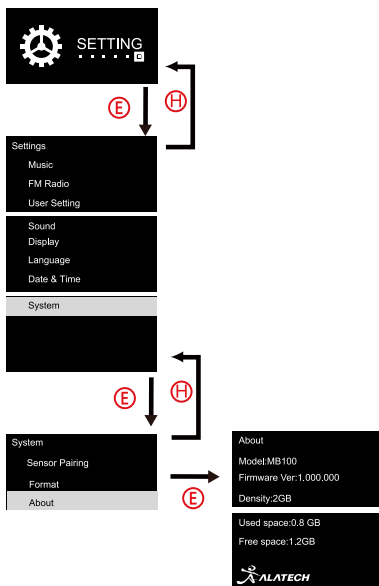 SETTING
E
H
Settings
Music
FM Radio
User Setting
Sound
Display
Language
Date & Time
System
E
H
System
Sensor Pairing
Format
About
E
About
Model:MB100
Firmware Ver:1.000.000
Density:2GB
Used space:0.8 GB
Free space:1.2GB
ALATECH